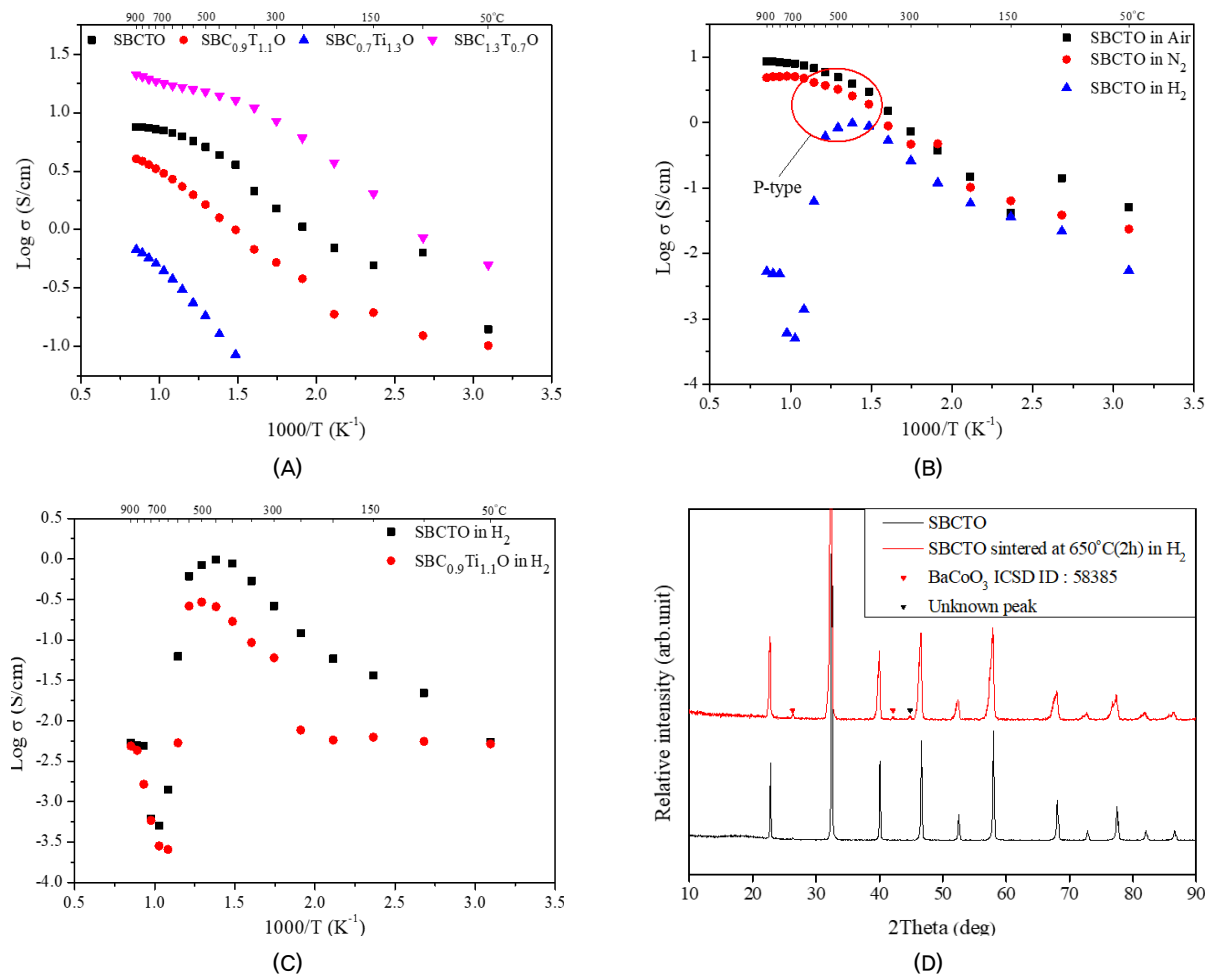 900 700 500 300 150 50°C
SBCTO SBC0.9T1.1O SBC0.7Ti1.3O SBC1.3T0.7O
1.5
1.0
0.5
0.0
-0.5
-1.0
Log σ (S/cm)
0.5 1.0 1.5 2.0 2.5 3.0 3.5
1000/T (K-1)
(A)
900 700 500 300 150 50°C
SBCTO in Air
SBCTO in N2
SBCTO in H2
P-type
2
1
0
-1
-2
-3
-4
Log σ (S/cm)
0.5 1.0 1.5 2.0 2.5 3.0 3.5
1000/T (K-1)
(B)
900 700 500 300 150 50°C
SBCTO in H2
SBC0.9Ti1.1O in H2
0.5
0.0
-0.5
-1.0
-1.5
-2.0
-2.5
-3.0
-3.5
-4.0
Log σ (S/cm)
0.5 1.0 1.5 2.0 2.5 3.0 3.5
1000/T (K-1)
(C)
SBCTO
SBCTO sintered at 650°C(2h) in H2
BaCoO3 ICSD ID : 58385
Unknown peak
Relative intensity (arb.unit)
10 20 30 40 50 60 70 80 90
2Theta (deg)
(D)